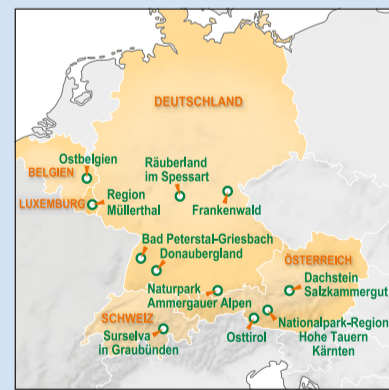 DEUTSCHLAND
Ostbelgien
BELGIEN
Räuberland
im Spessart
LUXEMBURG
Region
Müllerthal
Frankenwald
Bad Peterstal-Griesbach
Donaubergland
ÖSTERREICH
Naturpark
Ammergauer Alpen
Dachstein
Salzkammergut
SCHWEIZ
Surselva
in Graubünden
Osttirol
Nationalpark-Region
Hohe Tauern
Kärnten